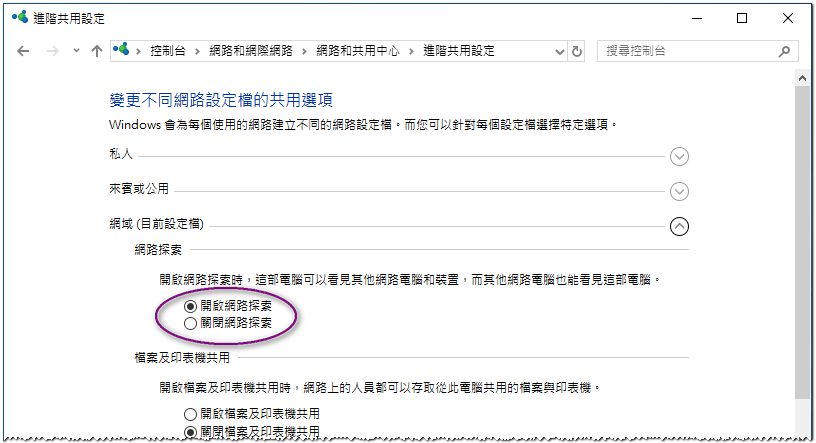 進階共用設定
控制台 > 網路和網際網路 > 網路和共用中心 > 進階共用設定
搜尋控制台
變更不同網路設定檔的共用選項
Windows 會為每個使用的網路建立不同的網路設定檔。而您可以針對每個設定檔選擇特定選項。
私人
來賓或公用
網域 (目前設定檔)
網路探索
開啟網路探索時，這部電腦可以看見其他網路電腦和裝置，而其他網路電腦也能看見這部電腦。
開啟網路探索
關閉網路探索
檔案及印表機共用
開啟檔案及印表機共用時，網路上的人員都可以存取從此電腦共用的檔案與印表機。
開啟檔案及印表機共用
關閉檔案及印表機共用